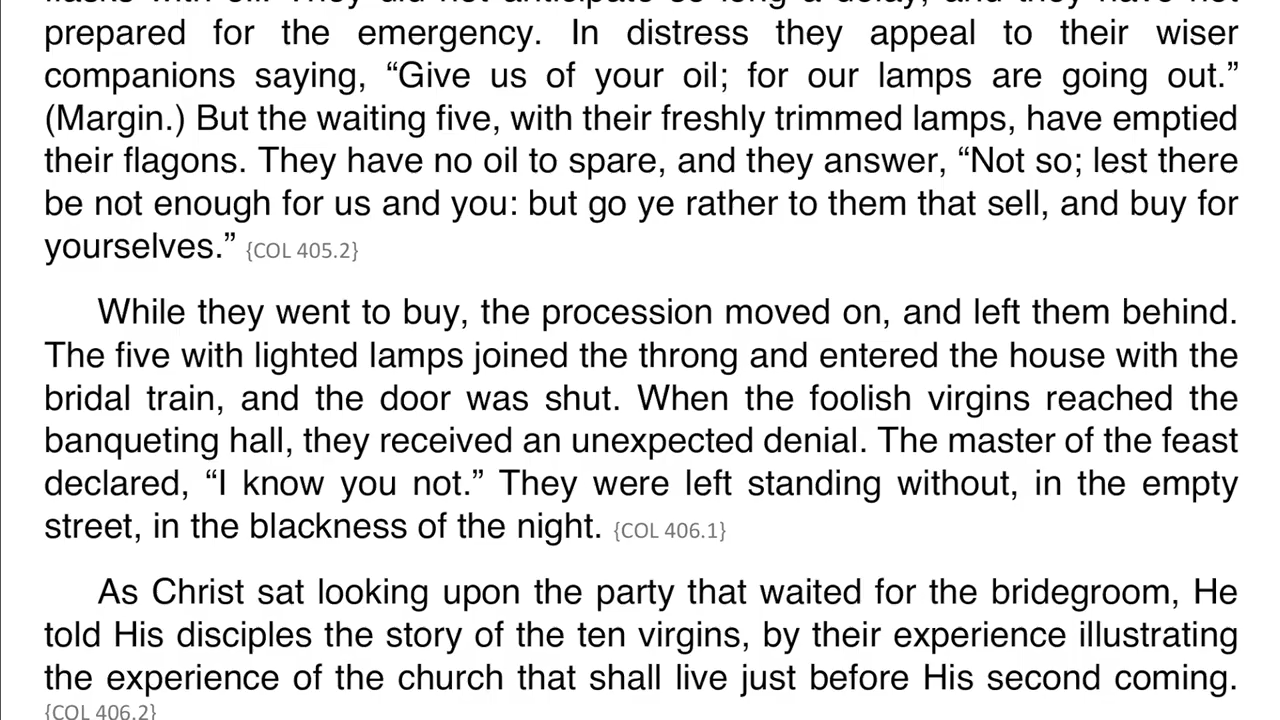 prepared for the emergency. In distress they appeal to their wiser
companions saying, “Give us of your oil; for our lamps are going out.”
(Margin.) But the waiting five, with their freshly trimmed lamps, have emptied
their flagons. They have no oil to spare, and they answer, “Not so; lest there
be not enough for us and you: but go ye rather to them that sell, and buy for
yourselves.” {COL 405.2}
While they went to buy, the procession moved on, and left them behind.
The five with lighted lamps joined the throng and entered the house with the
bridal train, and the door was shut. When the foolish virgins reached the
banqueting hall, they received an unexpected denial. The master of the feast
declared, “I know you not.” They were left standing without, in the empty
street, in the blackness of the night. {COL 406.1}
As Christ sat looking upon the party that waited for the bridegroom, He
told His disciples the story of the ten virgins, by their experience illustrating
the experience of the church that shall live just before His second coming.
{COL 406.2}